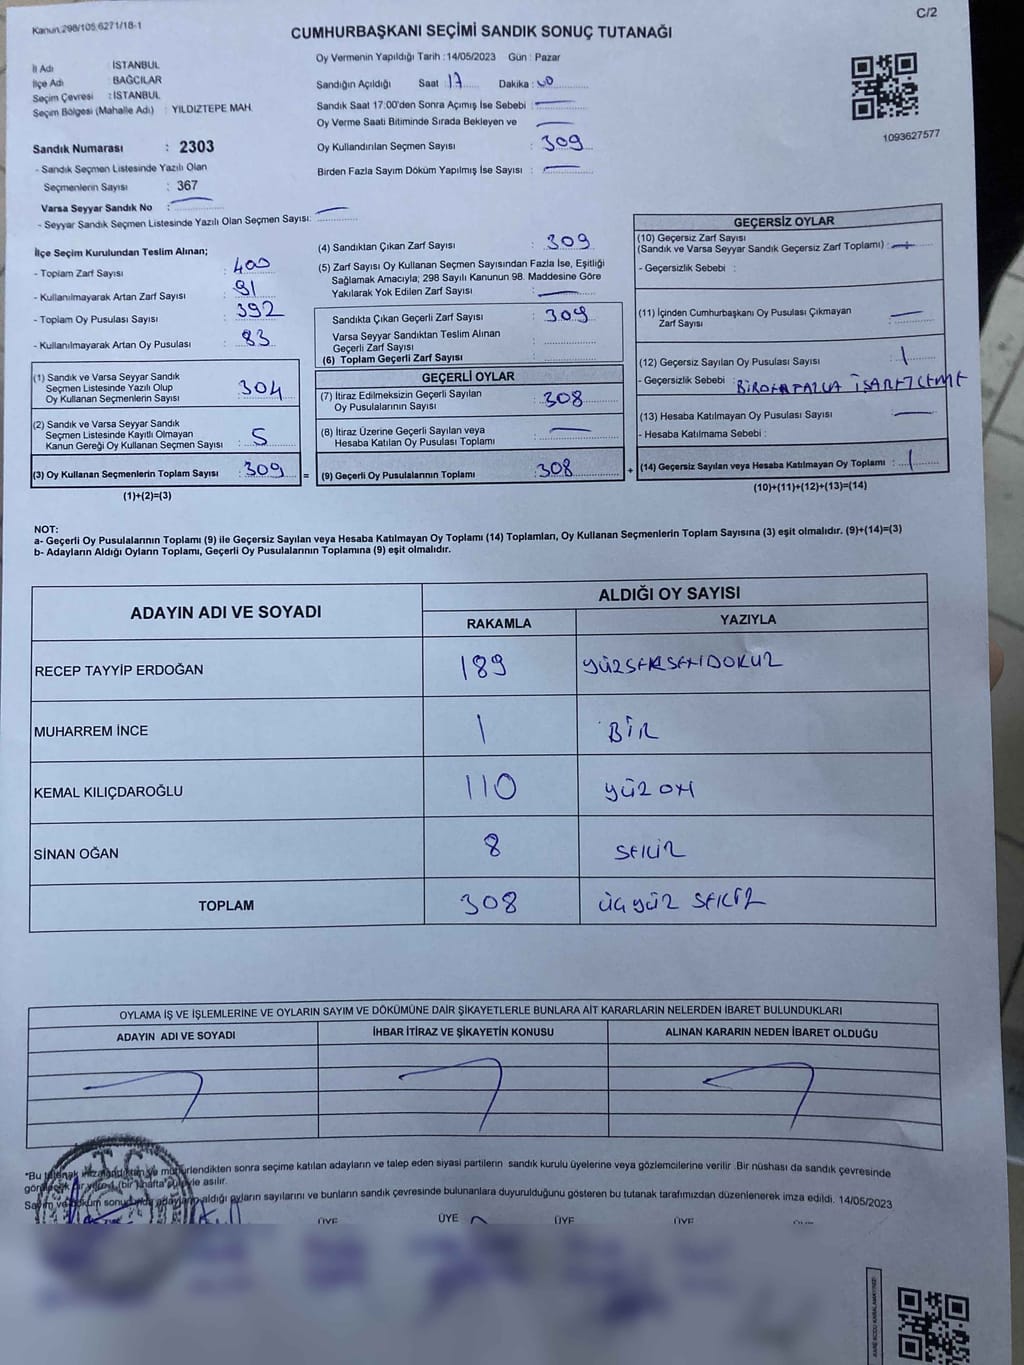 Kanun.298/105.6271/18-1
C/2
CUMHURBAŞKANI SEÇİMİ SANDIK SONUÇ TUTANAĞI
Oy Vermenin Yapıldığı Tarih :14/05/2023 Gün : Pazar
İl Adı : İSTANBUL
İlçe Adı : BAĞCILAR
Seçim Çevresi : İSTANBUL
Seçim Bölgesi (Mahalle Adı) : YILDIZTEPE MAH.
Sandığın Açıldığı Saat : 17 Dakika : 00
Sandık Saat 17:00'den Sonra Açımış İse Sebebi :
Oy Verme Saati Bitiminde Sırada Bekleyen ve
Oy Kullandırılan Seçmen Sayısı : 309
Birden Fazla Sayım Döküm Yapılmış İse Sayısı :
1093627577
Sandık Numarası : 2303
- Sandık Seçmen Listesinde Yazılı Olan
Seçmenlerin Sayısı : 367
Varsa Seyyar Sandık No :
- Seyyar Sandık Seçmen Listesinde Yazılı Olan Seçmen Sayısı:
İlçe Seçim Kurulundan Teslim Alınan;
- Toplam Zarf Sayısı : 400
- Kullanılmayarak Artan Zarf Sayısı : 91
- Toplam Oy Pusulası Sayısı : 392
- Kullanılmayarak Artan Oy Pusulası : 83
(1) Sandık ve Varsa Seyyar Sandık
Seçmen Listesinde Yazılı Olup
Oy Kullanan Seçmenlerin Sayısı : 304
(2) Sandık ve Varsa Seyyar Sandık
Seçmen Listesinde Kayıtlı Olmayan
Kanun Gereği Oy Kullanan Seçmen Sayısı : 5
(3) Oy Kullanan Seçmenlerin Toplam Sayısı : 309 =
(1)+(2)=(3)
(4) Sandıktan Çıkan Zarf Sayısı : 309
(5) Zarf Sayısı Oy Kullanan Seçmen Sayısından Fazla İse, Eşitliği
Sağlamak Amacıyla; 298 Sayılı Kanunun 98. Maddesine Göre
Yakılarak Yok Edilen Zarf Sayısı :
Sandıkta Çıkan Geçerli Zarf Sayısı : 309
Varsa Seyyar Sandıktan Teslim Alınan
Geçerli Zarf Sayısı :
(6) Toplam Geçerli Zarf Sayısı :
GEÇERLİ OYLAR
(7) İtiraz Edilmeksizin Geçerli Sayılan
Oy Pusulalarının Sayısı : 308
(8) İtiraz Üzerine Geçerli Sayılan veya
Hesaba Katılan Oy Pusulası Toplamı :
(9) Geçerli Oy Pusulalarının Toplamı : 308 +
GEÇERSİZ OYLAR
(10) Geçersiz Zarf Sayısı
(Sandık ve Varsa Seyyar Sandık Geçersiz Zarf Toplamı) :
- Geçersizlik Sebebi :
(11) İçinden Cumhurbaşkanı Oy Pusulası Çıkmayan
Zarf Sayısı :
(12) Geçersiz Sayılan Oy Pusulası Sayısı : 1
- Geçersizlik Sebebi : BİRDEN FAZLA İŞARETLEME
(13) Hesaba Katılmayan Oy Pusulası Sayısı :
- Hesaba Katılmama Sebebi :
(14) Geçersiz Sayılan veya Hesaba Katılmayan Oy Toplamı : 1
(10)+(11)+(12)+(13)=(14)
NOT:
a- Geçerli Oy Pusulalarının Toplamı (9) ile Geçersiz Sayılan veya Hesaba Katılmayan Oy Toplamı (14) Toplamları, Oy Kullanan Seçmenlerin Toplam Sayısına (3) eşit olmalıdır. (9)+(14)=(3)
b- Adayların Aldığı Oyların Toplamı, Geçerli Oy Pusulalarının Toplamına (9) eşit olmalıdır.
ADAYIN ADI VE SOYADI
ALDIĞI OY SAYISI
RAKAMLA YAZIYLA
RECEP TAYYİP ERDOĞAN 189 YÜZSEKSENDOKUZ
MUHARREM İNCE 1 BİR
KEMAL KILIÇDAROĞLU 110 YÜZ ON
SİNAN OĞAN 8 SEKİZ
TOPLAM 308 ÜÇYÜZ SEKİZ
OYLAMA İŞ VE İŞLEMLERİNE VE OYLARIN SAYIM VE DÖKÜMÜNE DAİR ŞİKAYETLERLE BUNLARA AİT KARARLARIN NELERDEN İBARET BULUNDUKLARI
ADAYIN ADI VE SOYADI İHBAR İTİRAZ VE ŞİKAYETİN KONUSU ALINAN KARARIN NEDEN İBARET OLDUĞU
*Bu tutanak imzalandıktan ve mühürlendikten sonra seçime katılan adayların ve talep eden siyasi partilerin sandık kurulu üyelerine veya gözlemcilerine verilir .Bir nüshası da sandık çevresinde
görülecek bir yere 1 (bir) hafta süreyle asılır.
Sayım ve döküm sonucunda adayların aldığı oyların sayılarını ve bunların sandık çevresinde bulunanlara duyurulduğunu gösteren bu tutanak tarafımızdan düzenlenerek imza edildi. 14/05/2023
ÜYE ÜYE ÜYE ÜYE